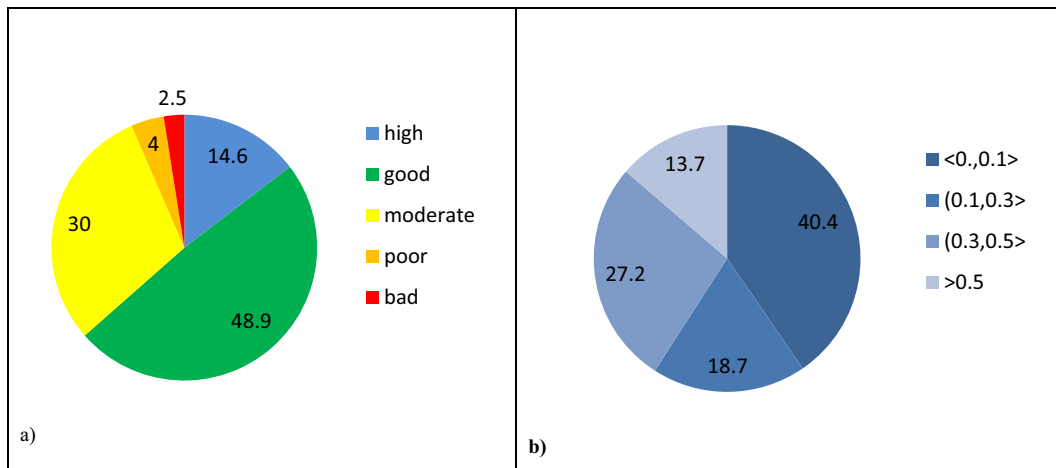 2.5
4
14.6
30
48.9
high
good
moderate
poor
bad
a)
13.7
40.4
27.2
18.7
<0.,0.1>
(0.1,0.3>
(0.3,0.5>
>0.5
b)